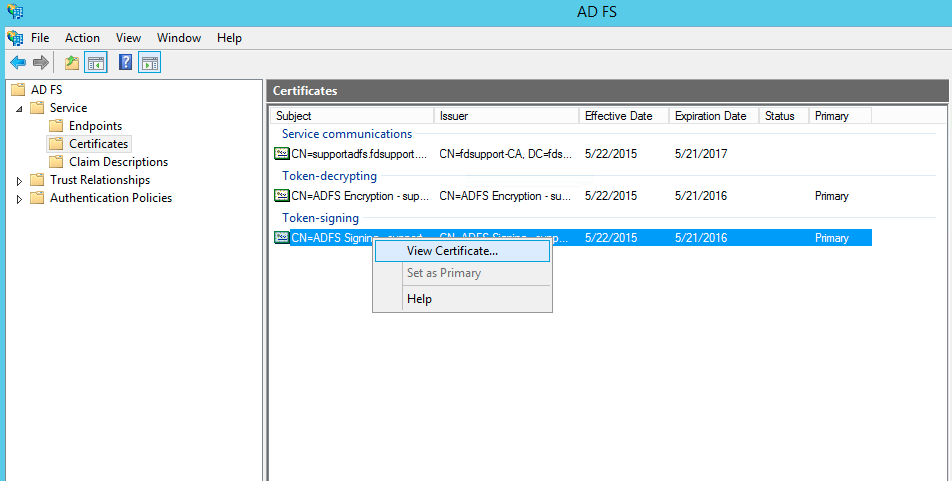 AD FS
File Action View Window Help
AD FS
Service
Endpoints
Certificates
Claim Descriptions
Trust Relationships
Authentication Policies
Certificates
Subject Issuer Effective Date Expiration Date Status Primary
Service communications
CN=supportadfs.fdsupport.... CN=fdsupport-CA, DC=fds... 5/22/2015 5/21/2017
Token-decrypting
CN=ADFS Encryption - sup... CN=ADFS Encryption - su... 5/22/2015 5/21/2016 Primary
Token-signing
CN=ADFS Signing - support... CN=ADFS Signing - supp... 5/22/2015 5/21/2016 Primary
View Certificate...
Set as Primary
Help